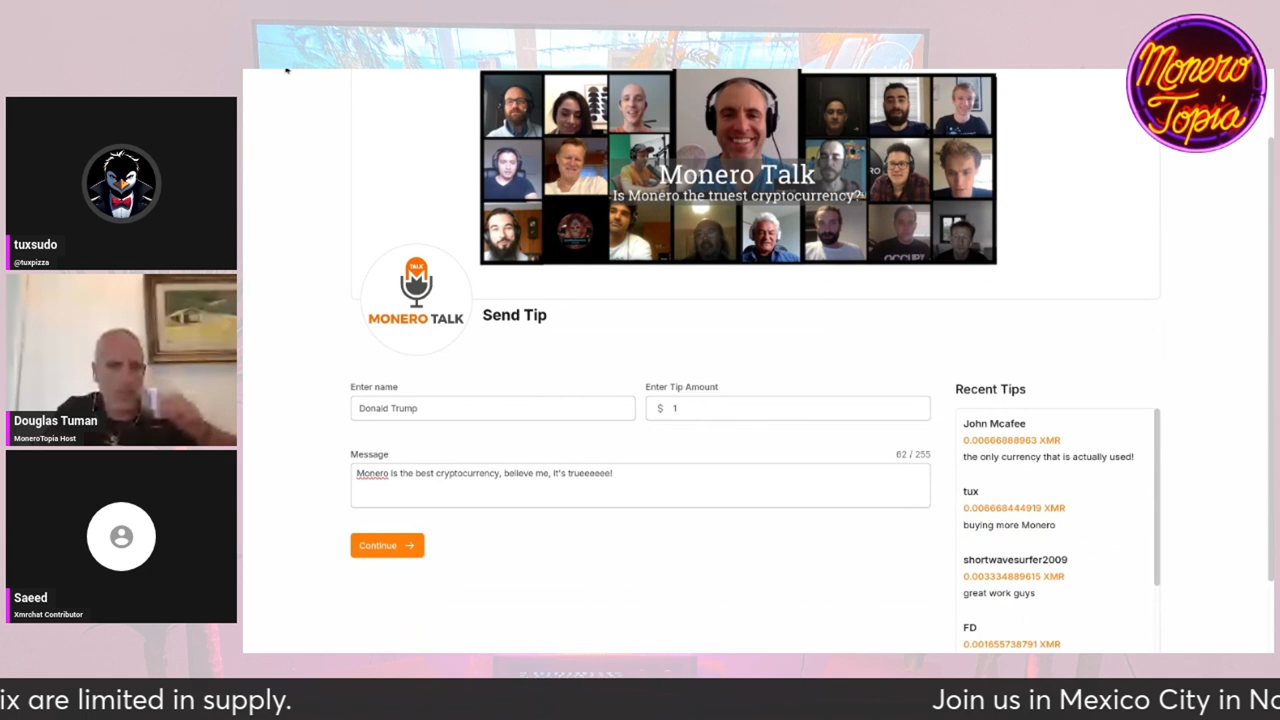 Monero
Topia
tuxsudo
@tuxpizza
Douglas Tuman
MoneroTopia Host
Saeed
Xmrchat Contributor
Monero Talk
Is Monero the truest cryptocurrency?
TALK
MONERO TALK
Send Tip
Enter name
Donald Trump
Enter Tip Amount
$ 1
Message
62 / 255
Monero is the best cryptocurrency, believe me, it's trueeeeee!
Continue
Recent Tips
John Mcafee
0.00666888963 XMR
the only currency that is actually used!
tux
0.006668444919 XMR
buying more Monero
shortwavesurfer2009
0.003334889615 XMR
great work guys
FD
0.001655738791 XMR
ix are limited in supply.
Join us in Mexico City in No